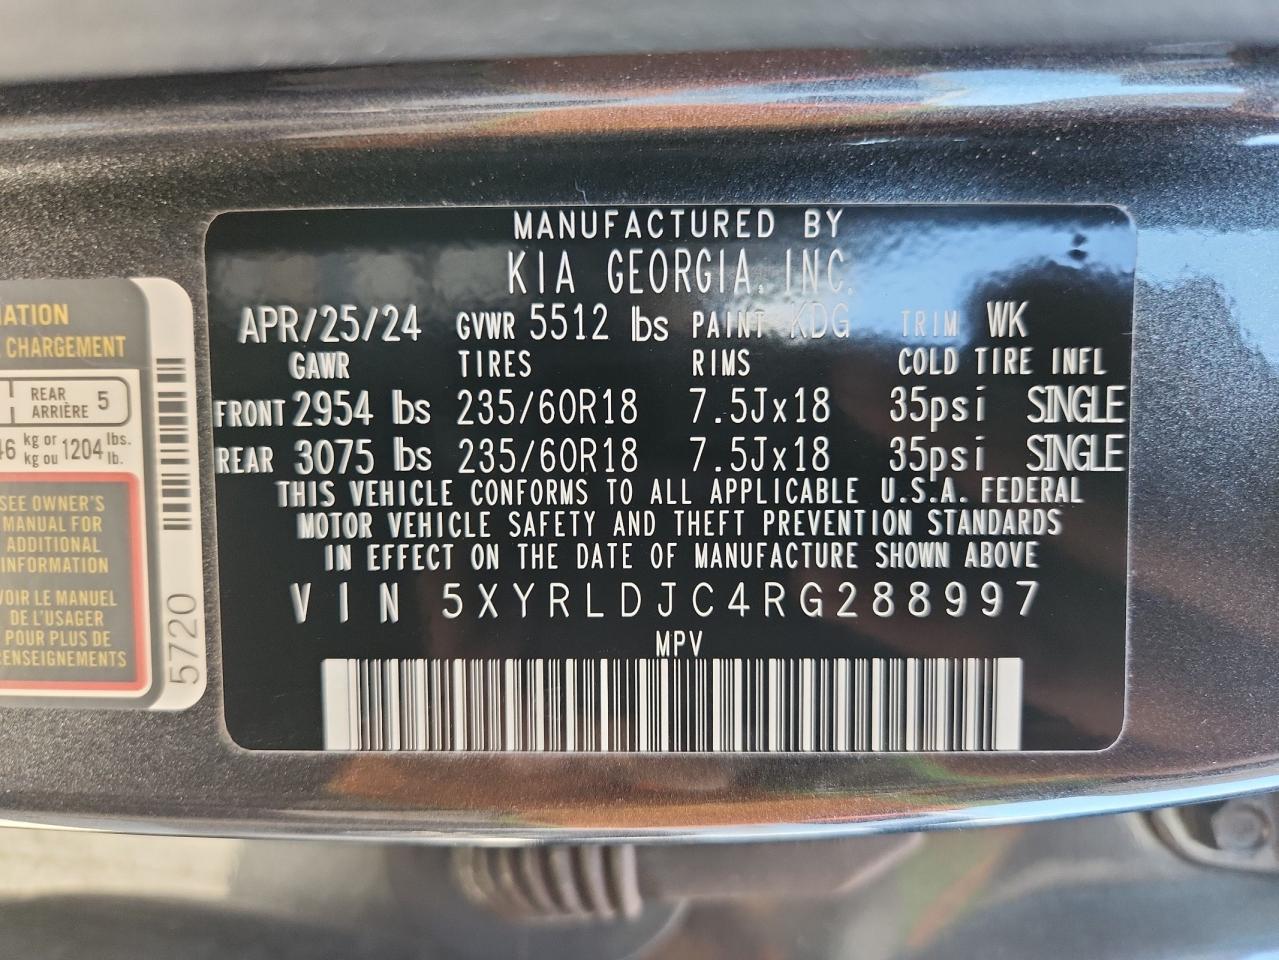 MANUFACTURED BY
KIA GEORGIA, INC.
APR/25/24 GVWR 5512 lbs PAINT KDG TRIM WK
GAWR TIRES RIMS COLD TIRE INFL
FRONT 2954 lbs 235/60R18 7.5Jx18 35psi SINGLE
REAR 3075 lbs 235/60R18 7.5Jx18 35psi SINGLE
THIS VEHICLE CONFORMS TO ALL APPLICABLE U.S.A. FEDERAL
MOTOR VEHICLE SAFETY AND THEFT PREVENTION STANDARDS
IN EFFECT ON THE DATE OF MANUFACTURE SHOWN ABOVE
VIN 5XYRLDJC4RG288997
MPV
CHARGEMENT
REAR
ARRIÈRE 5
kg or 1204 lbs.
kg ou lb.
SEE OWNER'S
MANUAL FOR
ADDITIONAL
INFORMATION
VOIR LE MANUEL
DE L'USAGER
POUR PLUS DE
RENSEIGNEMENTS
5720